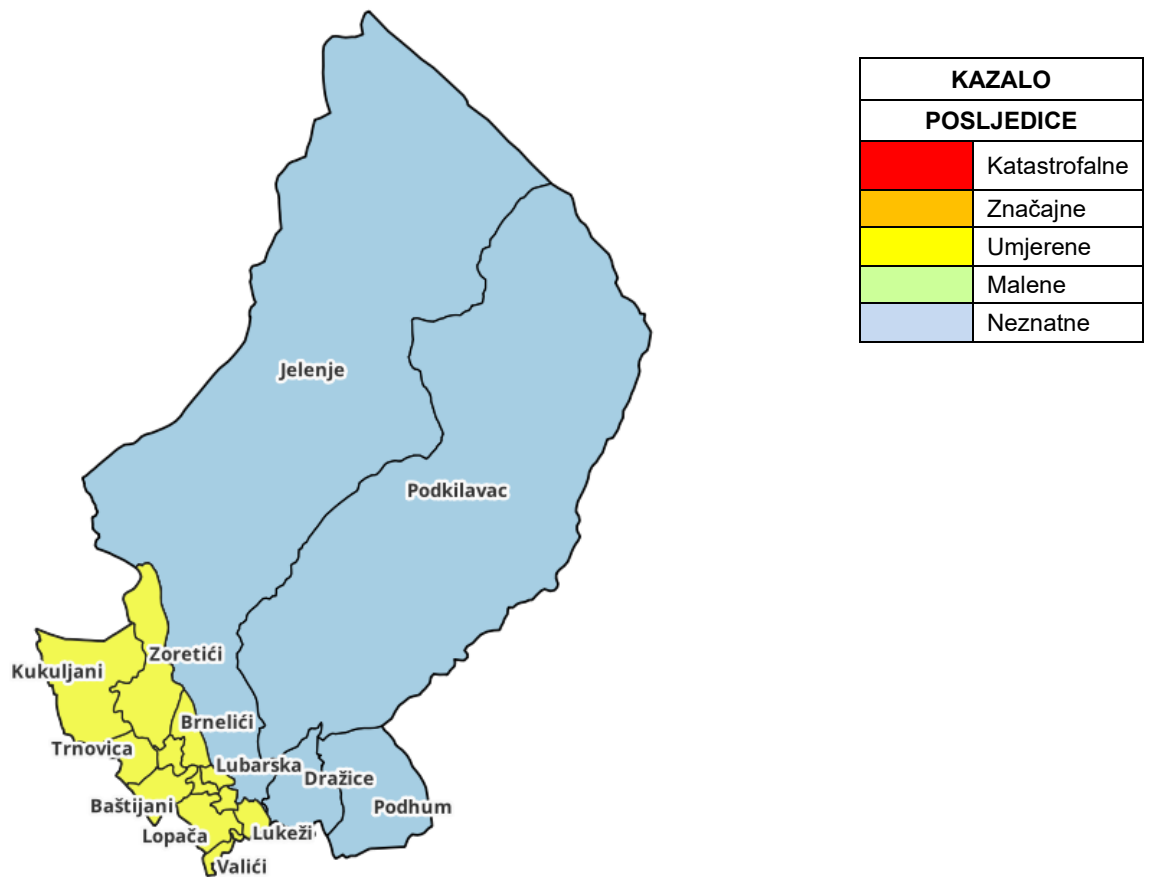 KAZALO
POSLJEDICE
Katastrofalne
Značajne
Umjerene
Malene
Neznatne
Jelenje
Podkilavac
Zoretići
Kukuljani
Brnelići
Trnovica
Lubarska
Dražice
Baštijani
Podhum
Lopača
Lukeži
Valići